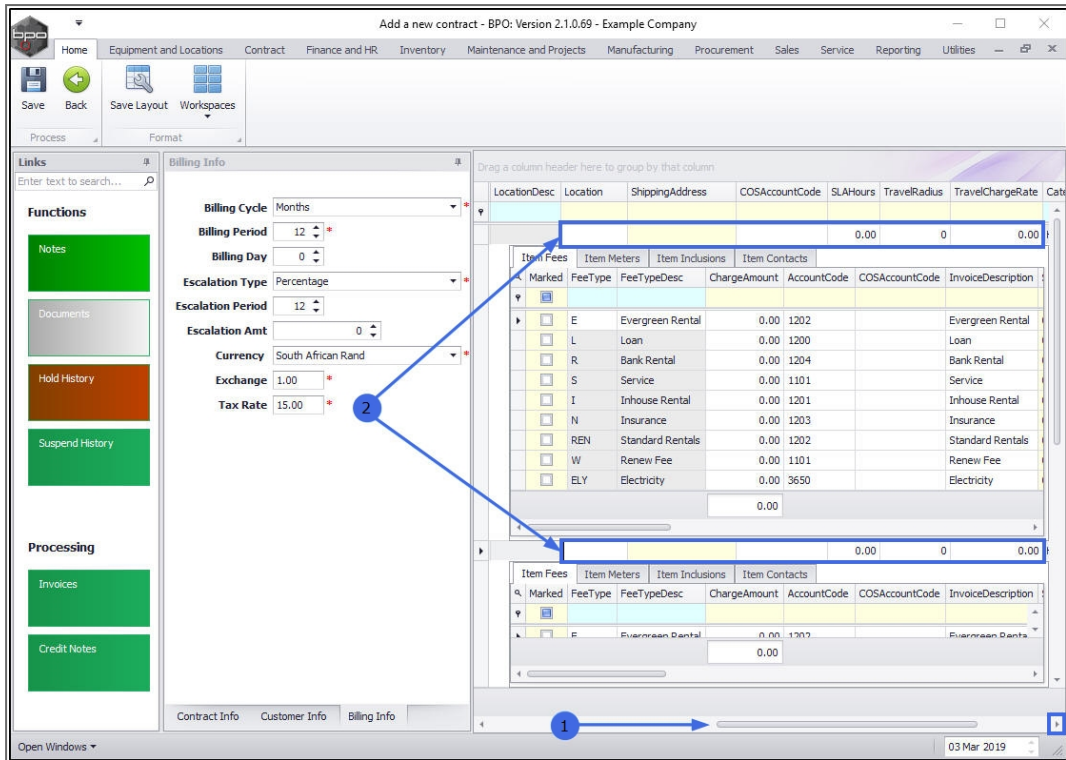 bpo
Add a new contract - BPO: Version 2.1.0.69 - Example Company
Home Equipment and Locations Contract Finance and HR Inventory Maintenance and Projects Manufacturing Procurement Sales Service Reporting Utilities
Save Back Save Layout Workspaces
Process Format
Links
Enter text to search...
Functions
Notes
Documents
Hold History
Suspend History
Processing
Invoices
Credit Notes
Billing Info
Billing Cycle Months *
Billing Period 12 *
Billing Day 0
Escalation Type Percentage *
Escalation Period 12
Escalation Amt 0
Currency South African Rand *
Exchange 1.00 *
Tax Rate 15.00 *
2
Contract Info Customer Info Billing Info
Drag a column header here to group by that column
LocationDesc Location ShippingAddress COSAccountCode SLAHours TravelRadius TravelChargeRate Cate
0.00 0 0.00
Item Fees Item Meters Item Inclusions Item Contacts
Marked FeeType FeeTypeDesc ChargeAmount AccountCode COSAccountCode InvoiceDescription
E Evergreen Rental 0.00 1202 Evergreen Rental
L Loan 0.00 1200 Loan
R Bank Rental 0.00 1204 Bank Rental
S Service 0.00 1101 Service
I Inhouse Rental 0.00 1201 Inhouse Rental
N Insurance 0.00 1203 Insurance
REN Standard Rentals 0.00 1202 Standard Rentals
W Renew Fee 0.00 1101 Renew Fee
ELY Electricity 0.00 3650 Electricity
0.00
0.00 0 0.00
Item Fees Item Meters Item Inclusions Item Contacts
Marked FeeType FeeTypeDesc ChargeAmount AccountCode COSAccountCode InvoiceDescription
E Evergreen Rental 0.00 1202 Evergreen Renta
0.00
1
Open Windows 03 Mar 2019